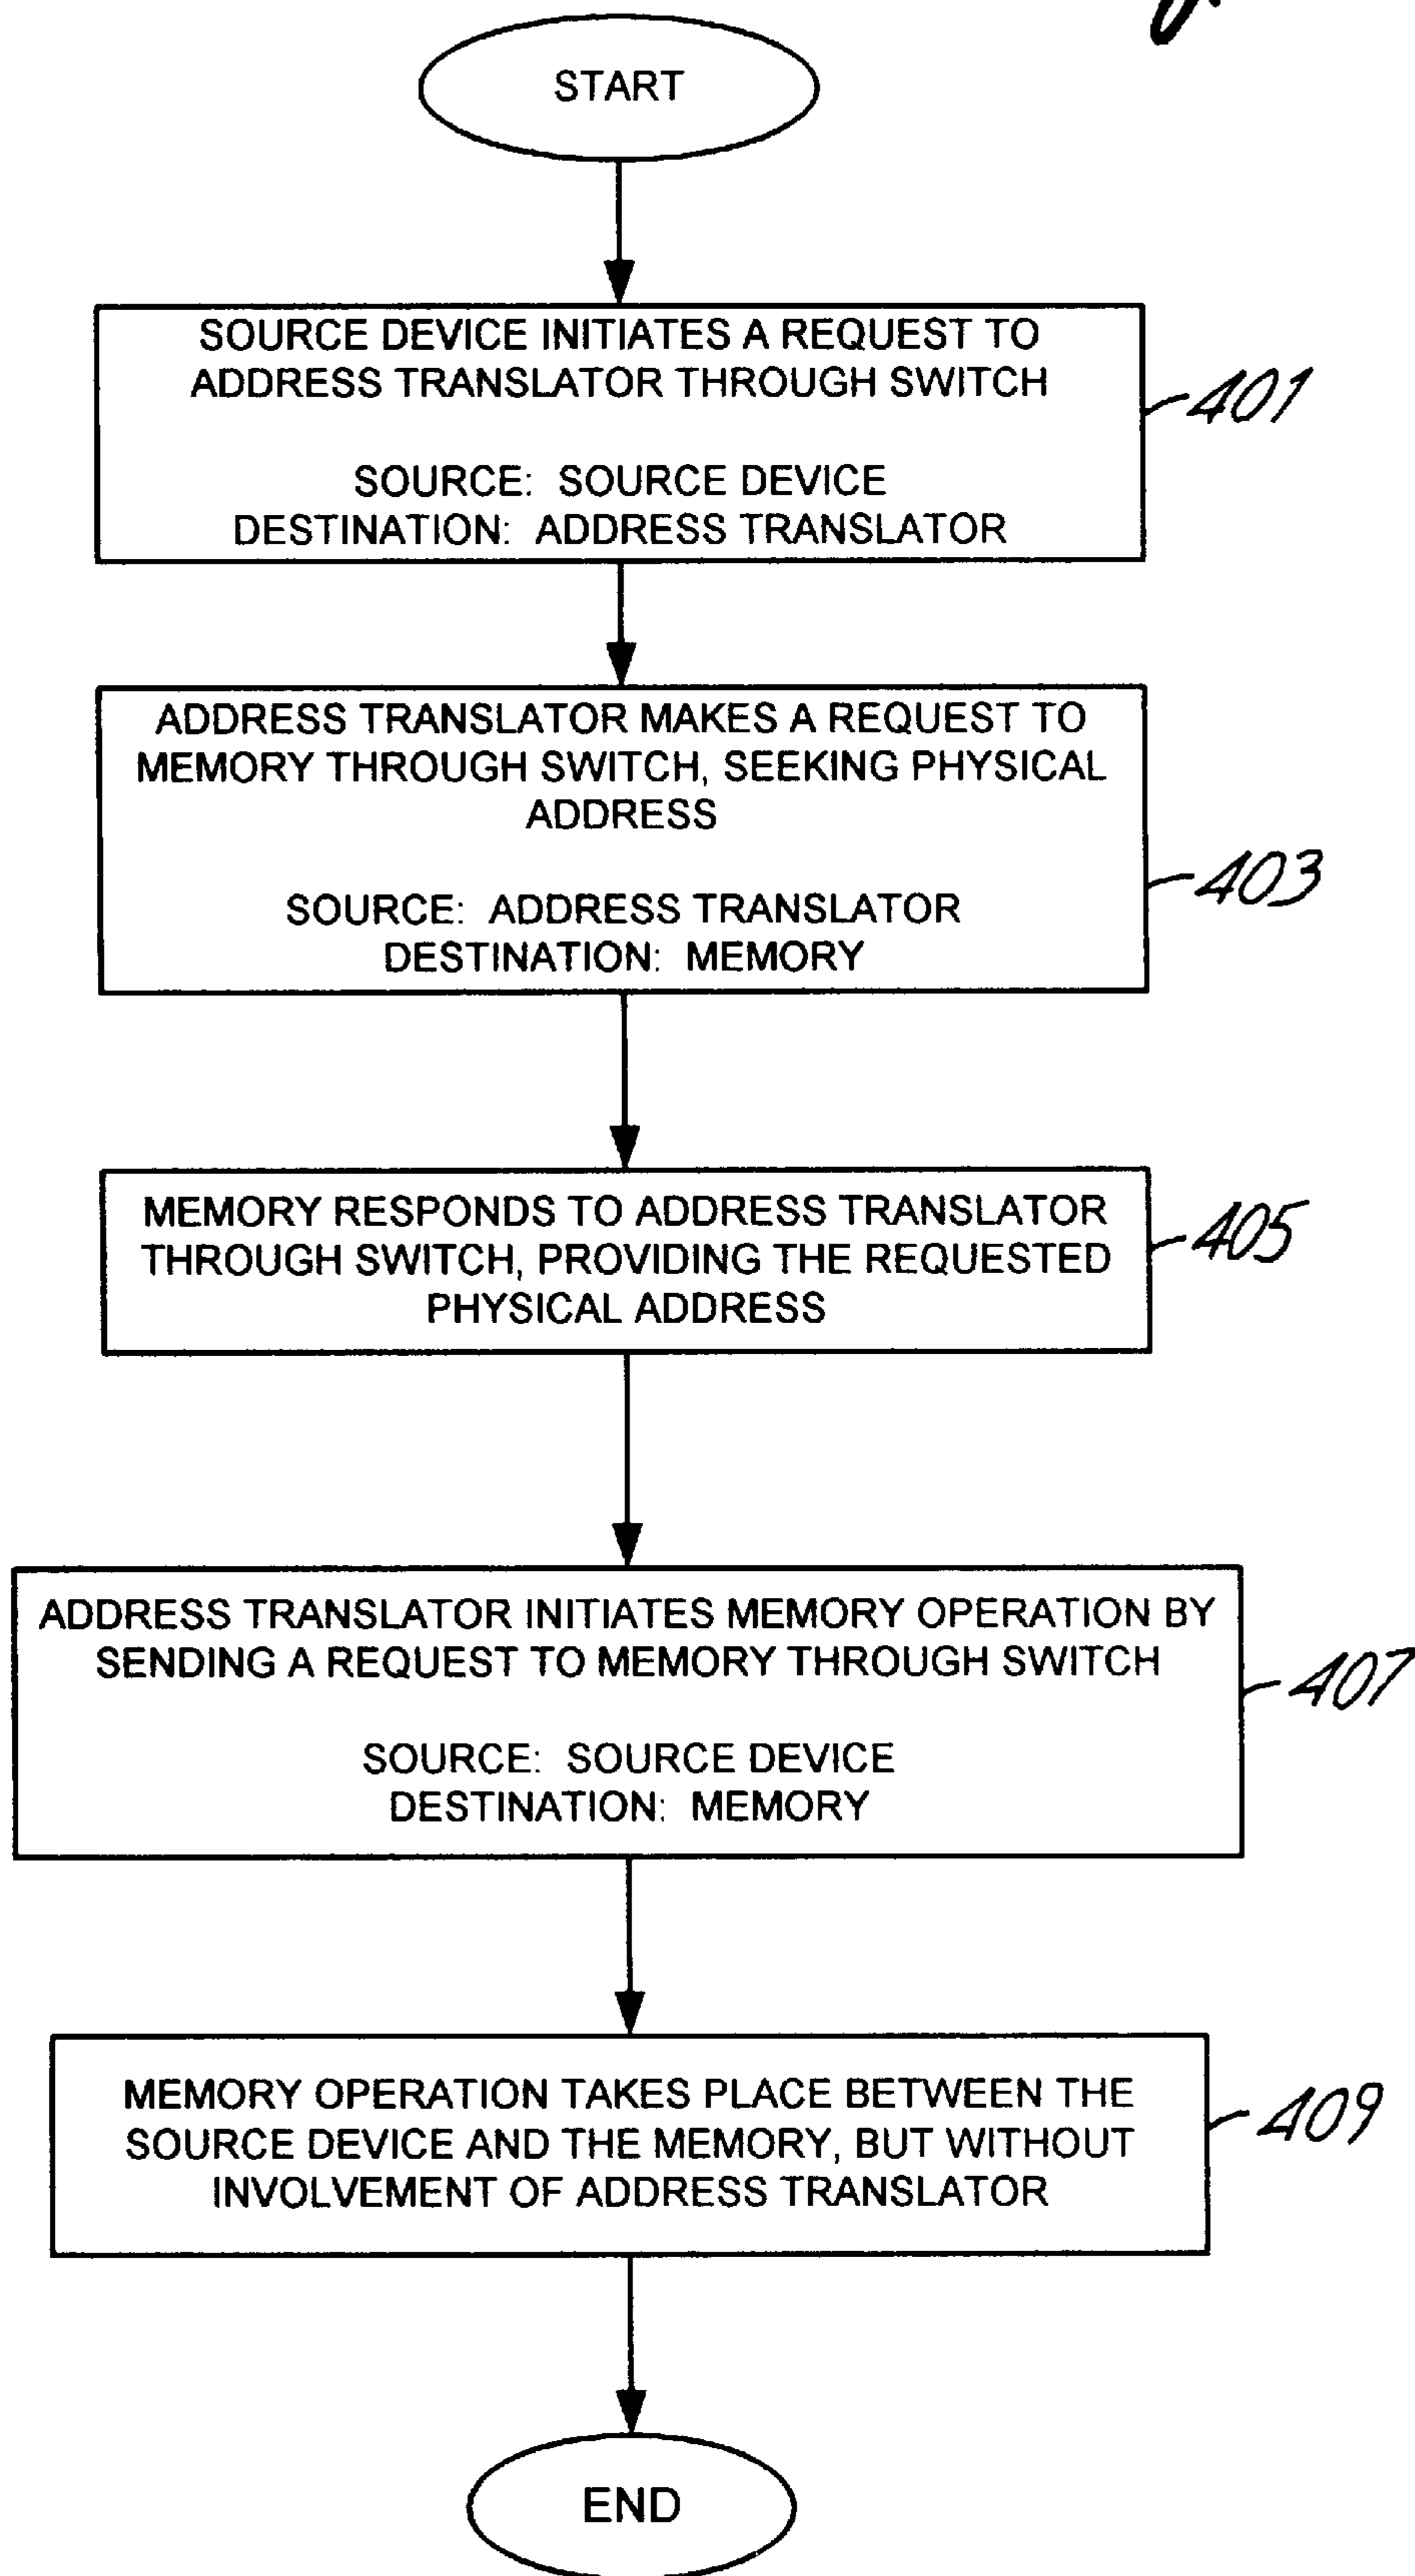 START
SOURCE DEVICE INITIATES A REQUEST TO
ADDRESS TRANSLATOR THROUGH SWITCH
SOURCE: SOURCE DEVICE
DESTINATION: ADDRESS TRANSLATOR
401
ADDRESS TRANSLATOR MAKES A REQUEST TO
MEMORY THROUGH SWITCH, SEEKING PHYSICAL
ADDRESS
SOURCE: ADDRESS TRANSLATOR
DESTINATION: MEMORY
403
MEMORY RESPONDS TO ADDRESS TRANSLATOR
THROUGH SWITCH, PROVIDING THE REQUESTED
PHYSICAL ADDRESS
405
ADDRESS TRANSLATOR INITIATES MEMORY OPERATION BY
SENDING A REQUEST TO MEMORY THROUGH SWITCH
SOURCE: SOURCE DEVICE
DESTINATION: MEMORY
407
MEMORY OPERATION TAKES PLACE BETWEEN THE
SOURCE DEVICE AND THE MEMORY, BUT WITHOUT
INVOLVEMENT OF ADDRESS TRANSLATOR
409
END